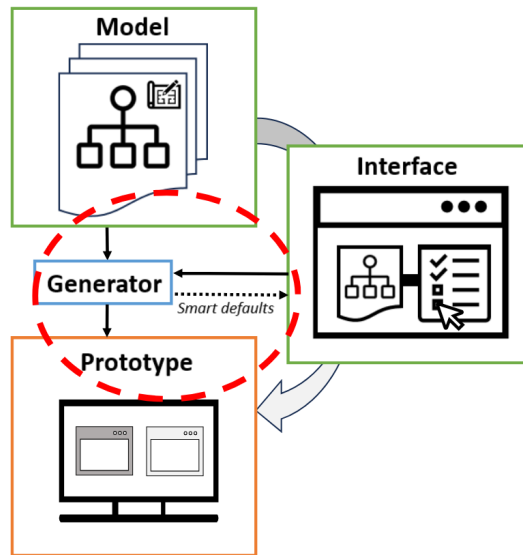 Model
Interface
Generator
Smart defaults
Prototype